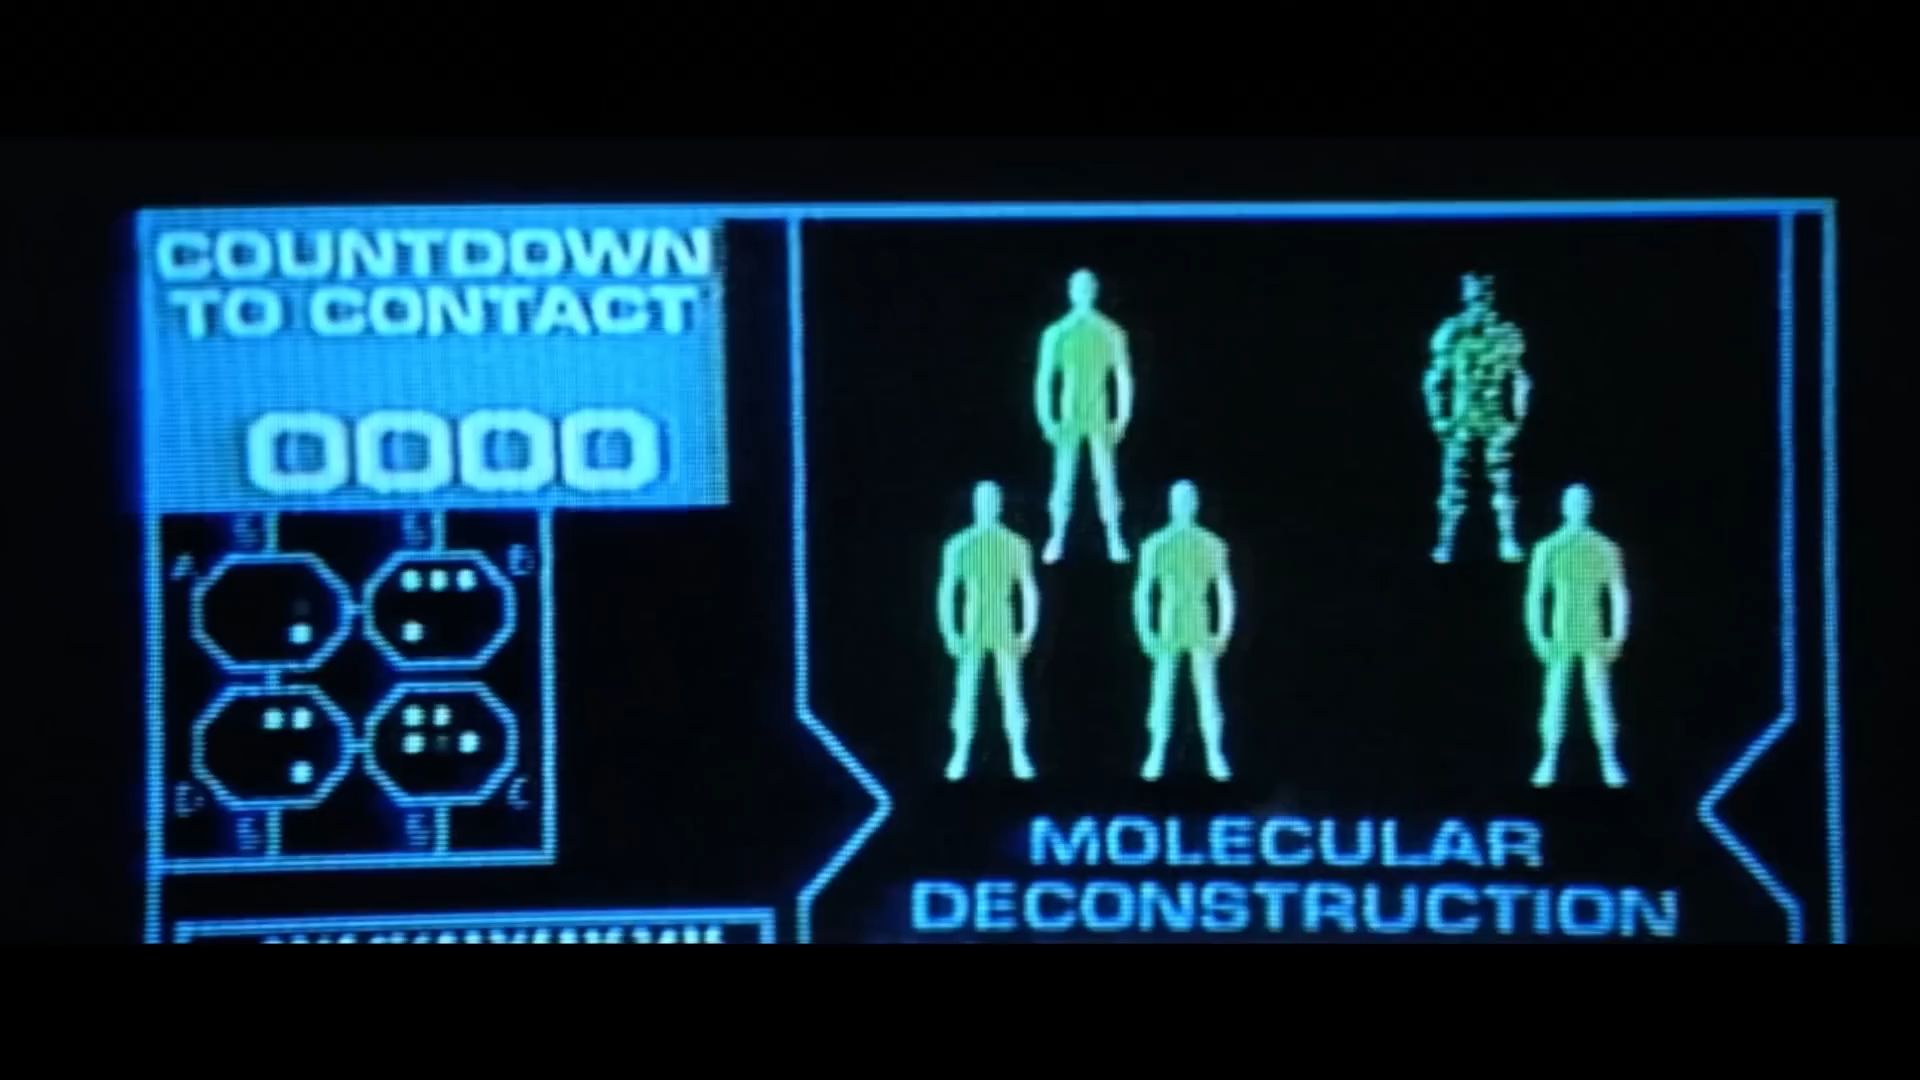 COUNTDOWN
TO CONTACT
0000
A
B
D
C
MOLECULAR
DECONSTRUCTION